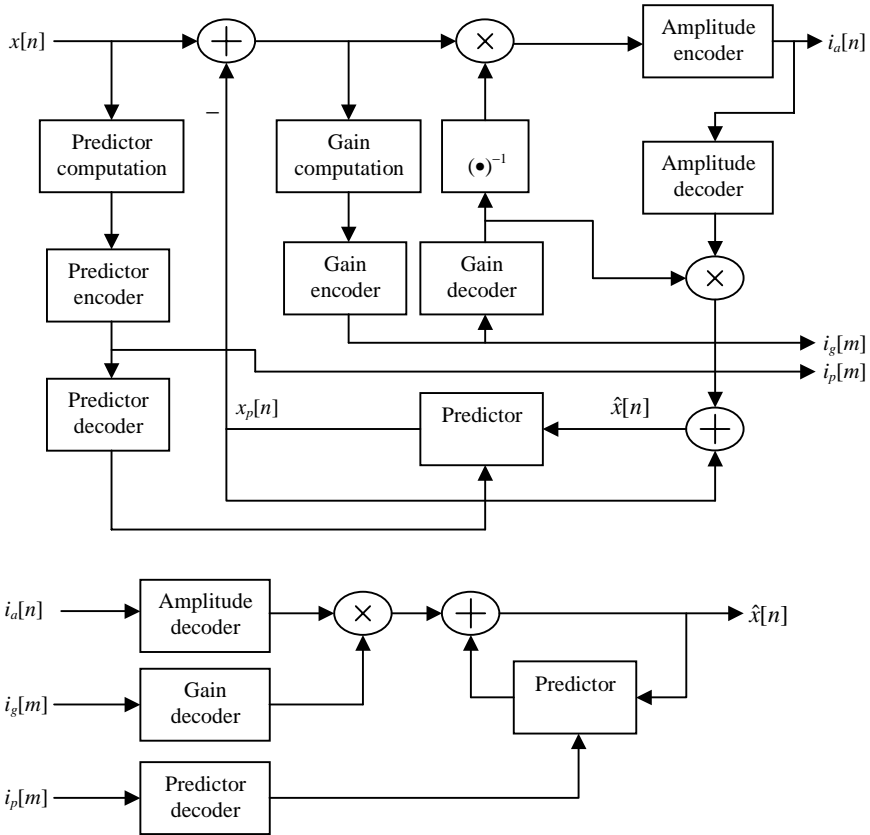 x[n]
+
×
Amplitude
encoder
i_a[n]
−
Predictor
computation
Gain
computation
(•)⁻¹
Amplitude
decoder
Predictor
encoder
Gain
encoder
Gain
decoder
×
i_g[m]
i_p[m]
Predictor
decoder
x_p[n]
Predictor
x̂[n]
+
i_a[n]
Amplitude
decoder
×
+
x̂[n]
i_g[m]
Gain
decoder
Predictor
i_p[m]
Predictor
decoder